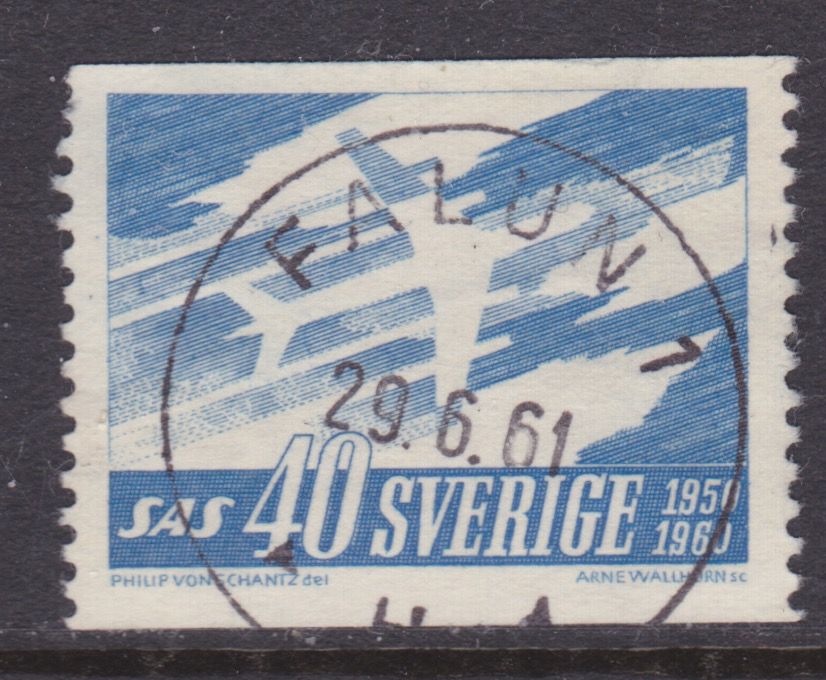 FALUN 1
29.6.61
SAS 40 SVERIGE 1950 1960
PHILIP VON SCHANTZ del
ARNE WALLHORN sc